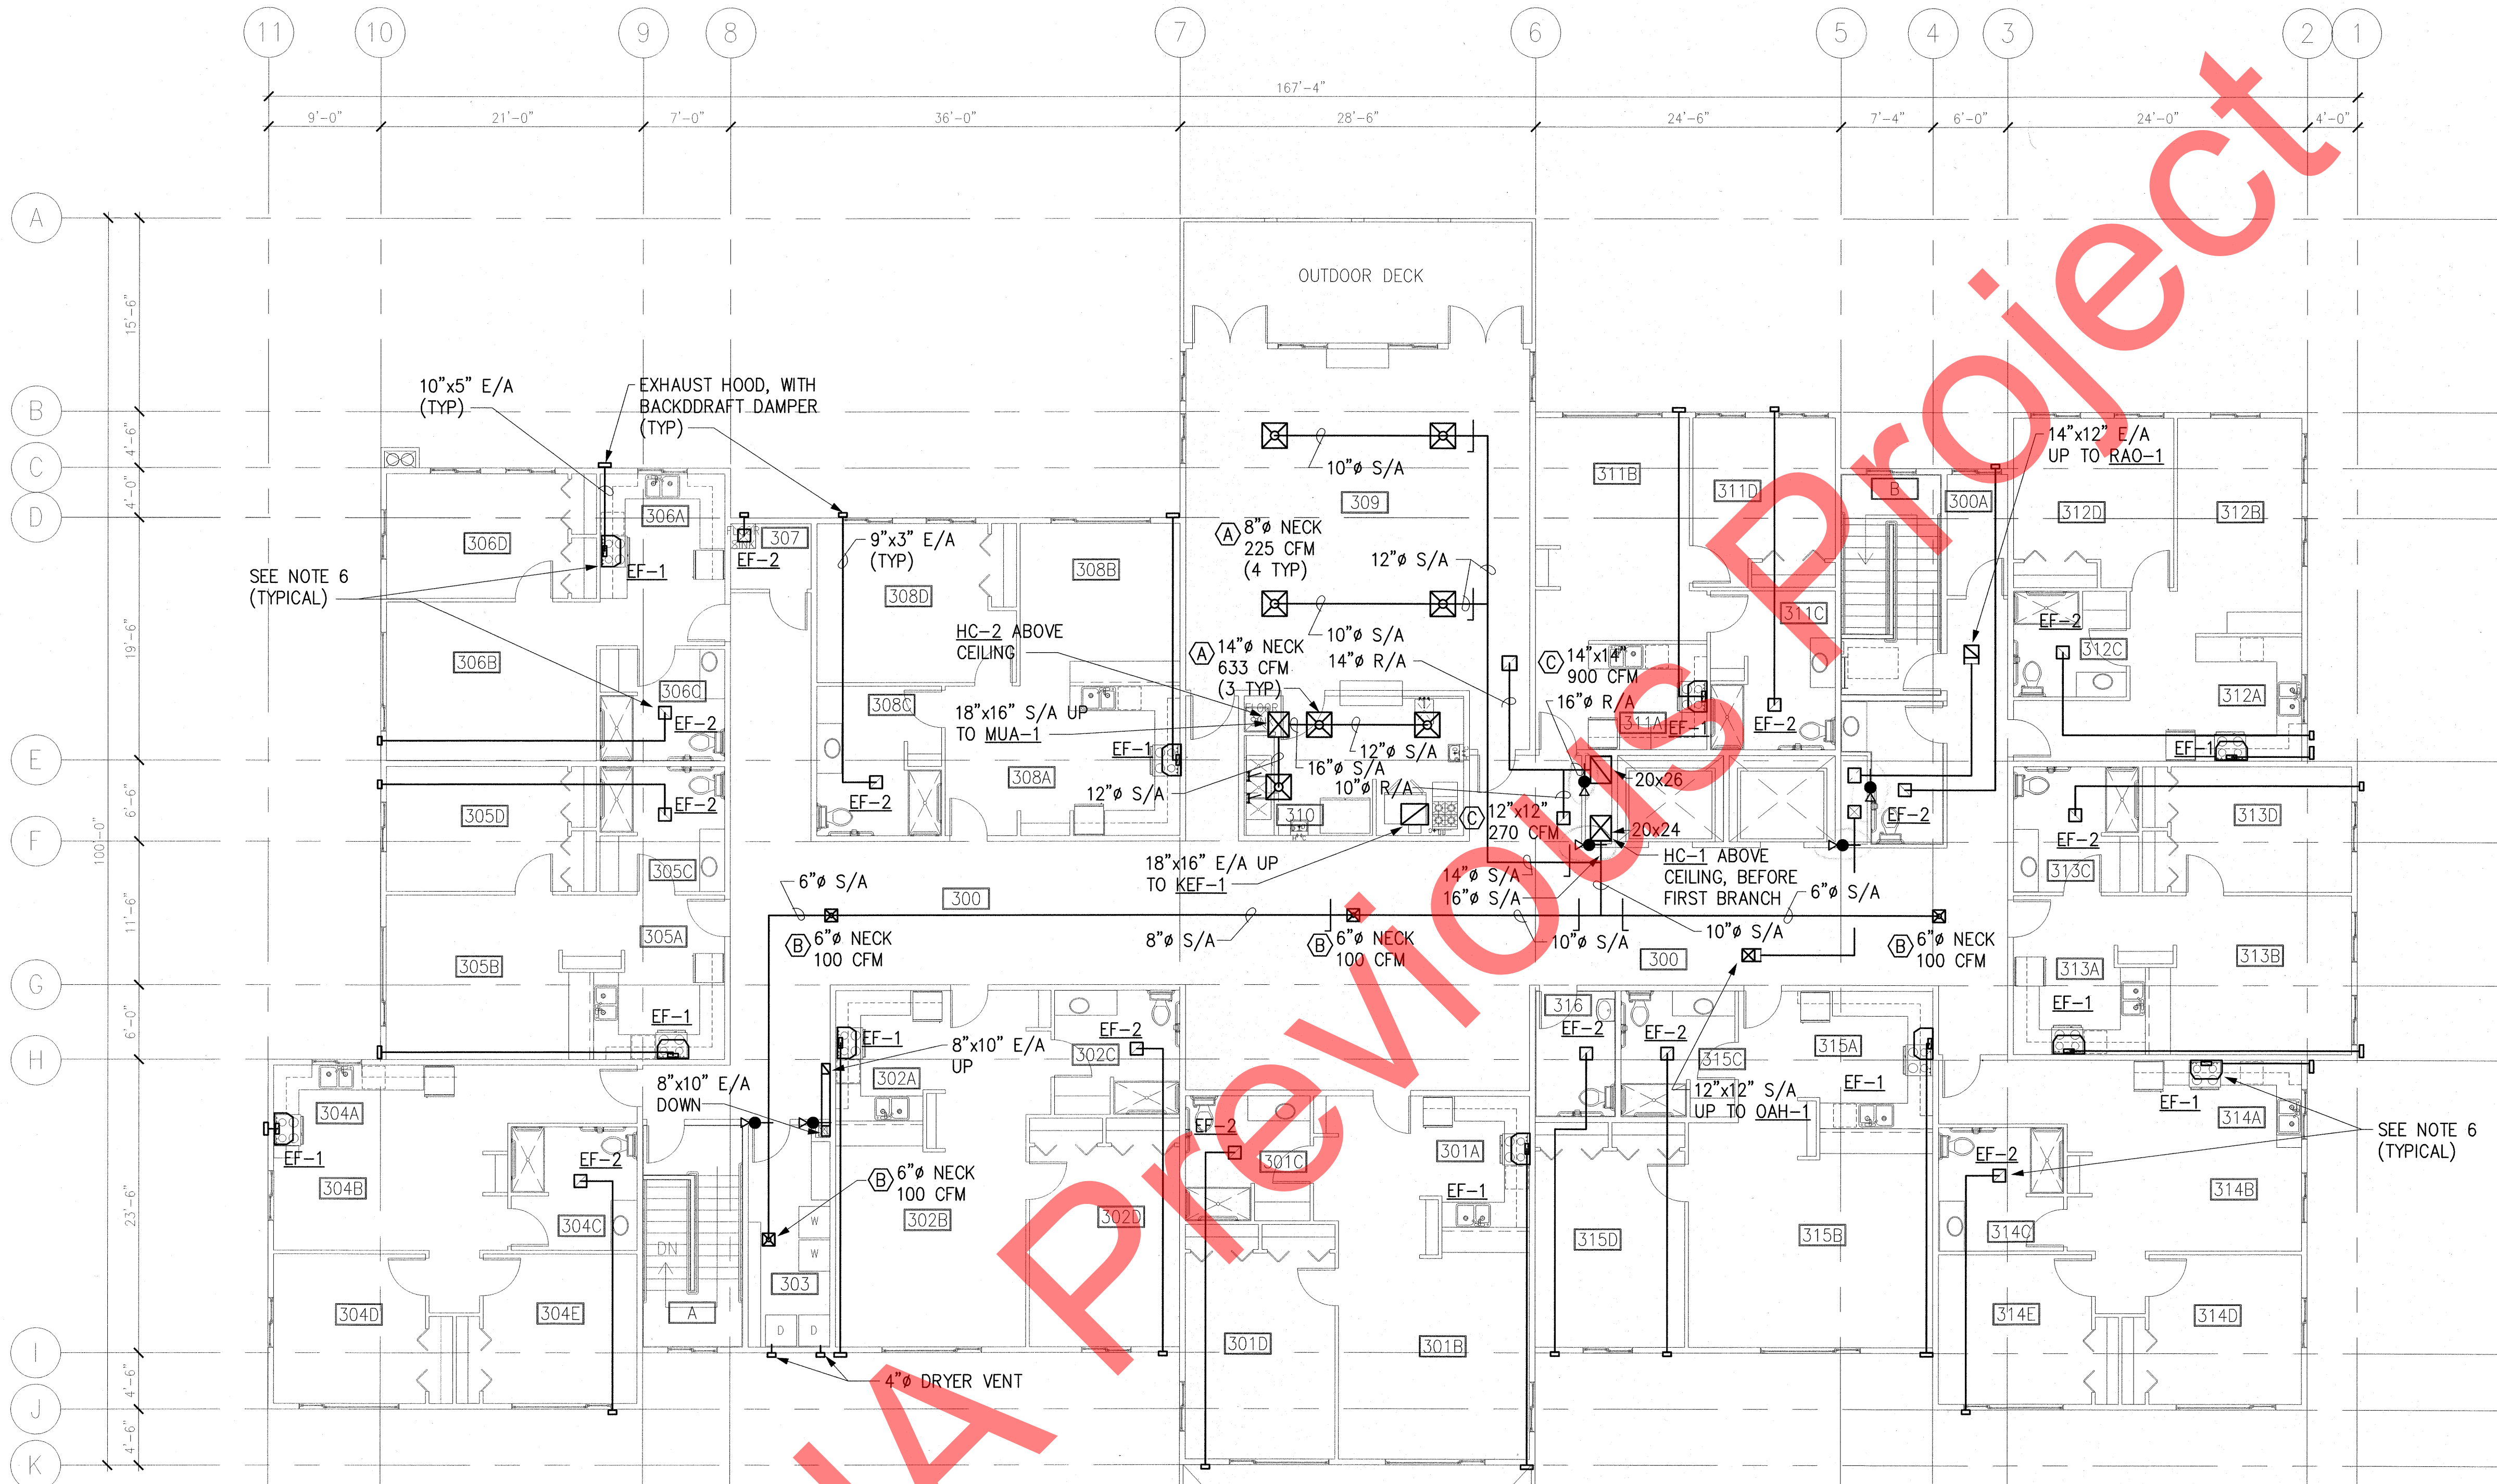 11 10 9 8 7 6 5 4 3 2 1
167'-4"
9'-0" 21'-0" 7'-0" 36'-0" 28'-6" 24'-6" 7'-4" 6'-0" 24'-0" 4'-0"
A
B
C
D
E
F
G
H
I
J
K
100'-0"
15'-6"
4'-6"
4'-0"
19'-6"
6'-6"
11'-6"
6'-0"
23'-6"
4'-6"
4'-6"
OUTDOOR DECK
10"x5" E/A
(TYP)
EXHAUST HOOD, WITH
BACKDDRAFT DAMPER
(TYP)
SEE NOTE 6
(TYPICAL)
306D
306A
EF-1
306B
306C
EF-2
307
EF-2
9"x3" E/A
(TYP)
308D
308B
308C
EF-2
308A
EF-1
HC-2 ABOVE
CEILING
18"x16" S/A UP
TO MUA-1
10"ø S/A
309
A
8"ø NECK
225 CFM
(4 TYP)
12"ø S/A
10"ø S/A
A
14"ø NECK
633 CFM
(3 TYP)
14"ø R/A
C
14"x14"
900 CFM
16"ø R/A
12"ø S/A
16"ø S/A
12"ø S/A
10"ø R/A
310
C
12"x12"
270 CFM
18"x16" E/A UP
TO KEF-1
20x26
20x24
HC-1 ABOVE
CEILING, BEFORE
FIRST BRANCH
14"ø S/A
16"ø S/A
311B
311D
311C
311A
EF-1
EF-2
B
300A
14"x12" E/A
UP TO RAO-1
312D
312B
EF-2
312C
312A
EF-1
EF-2
EF-2
313D
313C
313A
313B
EF-1
305D
EF-2
305C
305A
305B
EF-1
6"ø S/A
300
B
6"ø NECK
100 CFM
8"ø S/A
B
6"ø NECK
100 CFM
10"ø S/A
10"ø S/A
6"ø S/A
300
B
6"ø NECK
100 CFM
304A
EF-1
304B
EF-2
304C
304D
304E
8"x10" E/A
DOWN
8"x10" E/A
UP
DN
A
B
6"ø NECK
100 CFM
W
W
303
D D
4"ø DRYER VENT
EF-1
302A
EF-2
302C
302B
302D
EF-2
301C
301A
EF-1
301D
301B
316
EF-2
EF-2
315C
315A
EF-1
12"x12" S/A
UP TO OAH-1
315D
315B
EF-1
314A
EF-2
314B
314C
314E
314D
SEE NOTE 6
(TYPICAL)
A Previous Project